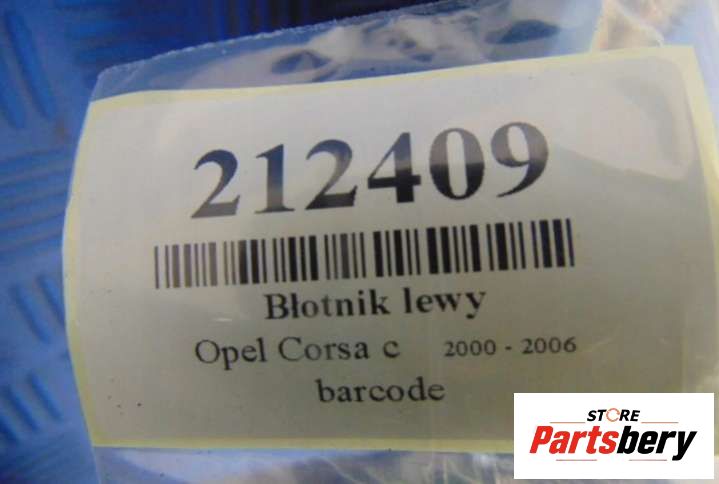 212409
Błotnik lewy
Opel Corsa c 2000 - 2006
barcode
STORE
Partsbery